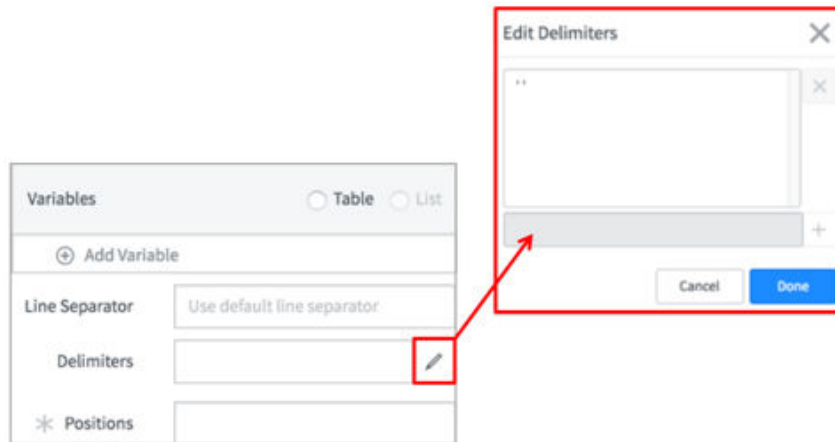 Edit Delimiters
' '
Variables
Table
List
Add Variable
Line Separator
Use default line separator
Delimiters
* Positions
Cancel
Done